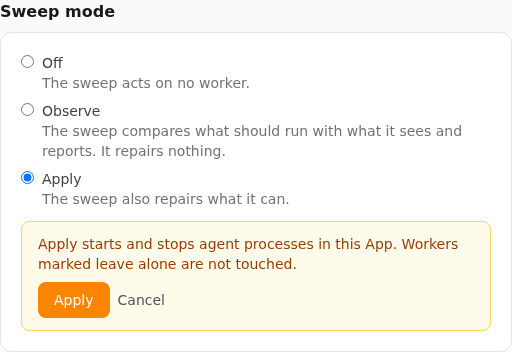 Sweep mode
Off
The sweep acts on no worker.
Observe
The sweep compares what should run with what it sees and
reports. It repairs nothing.
Apply
The sweep also repairs what it can.
Apply starts and stops agent processes in this App. Workers
marked leave alone are not touched.
Apply Cancel